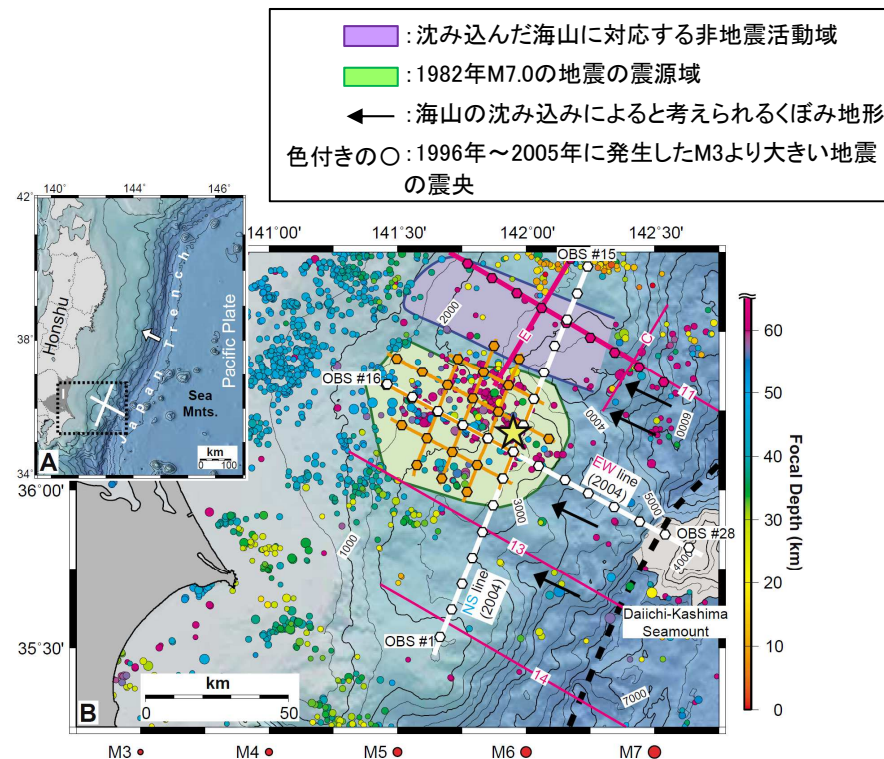 :沈み込んだ海山に対応する非地震活動域
:1982年M7.0の地震の震源域
:海山の沈み込みによると考えられるくぼみ地形
色付きの○:1996年~2005年に発生したM3より大きい地震
の震央
140˚ 144˚ 146˚
42˚
38˚
34˚
Honshu
Japan Trench
Pacific Plate
Sea
Mnts.
I
km
0 100
A
141˚00' 141˚30' 142˚00' 142˚30'
36˚00'
35˚30'
OBS #15
2000
E
C
11
OBS #16
4000
6000
EW line
(2004)
3000
5000
OBS #28
4000
1000
13
NS line
(2004)
Daiichi-Kashima
Seamount
OBS #1
14
7000
km
0 50
B
60
50
40
30
20
10
0
Focal Depth (km)
M3 M4 M5 M6 M7